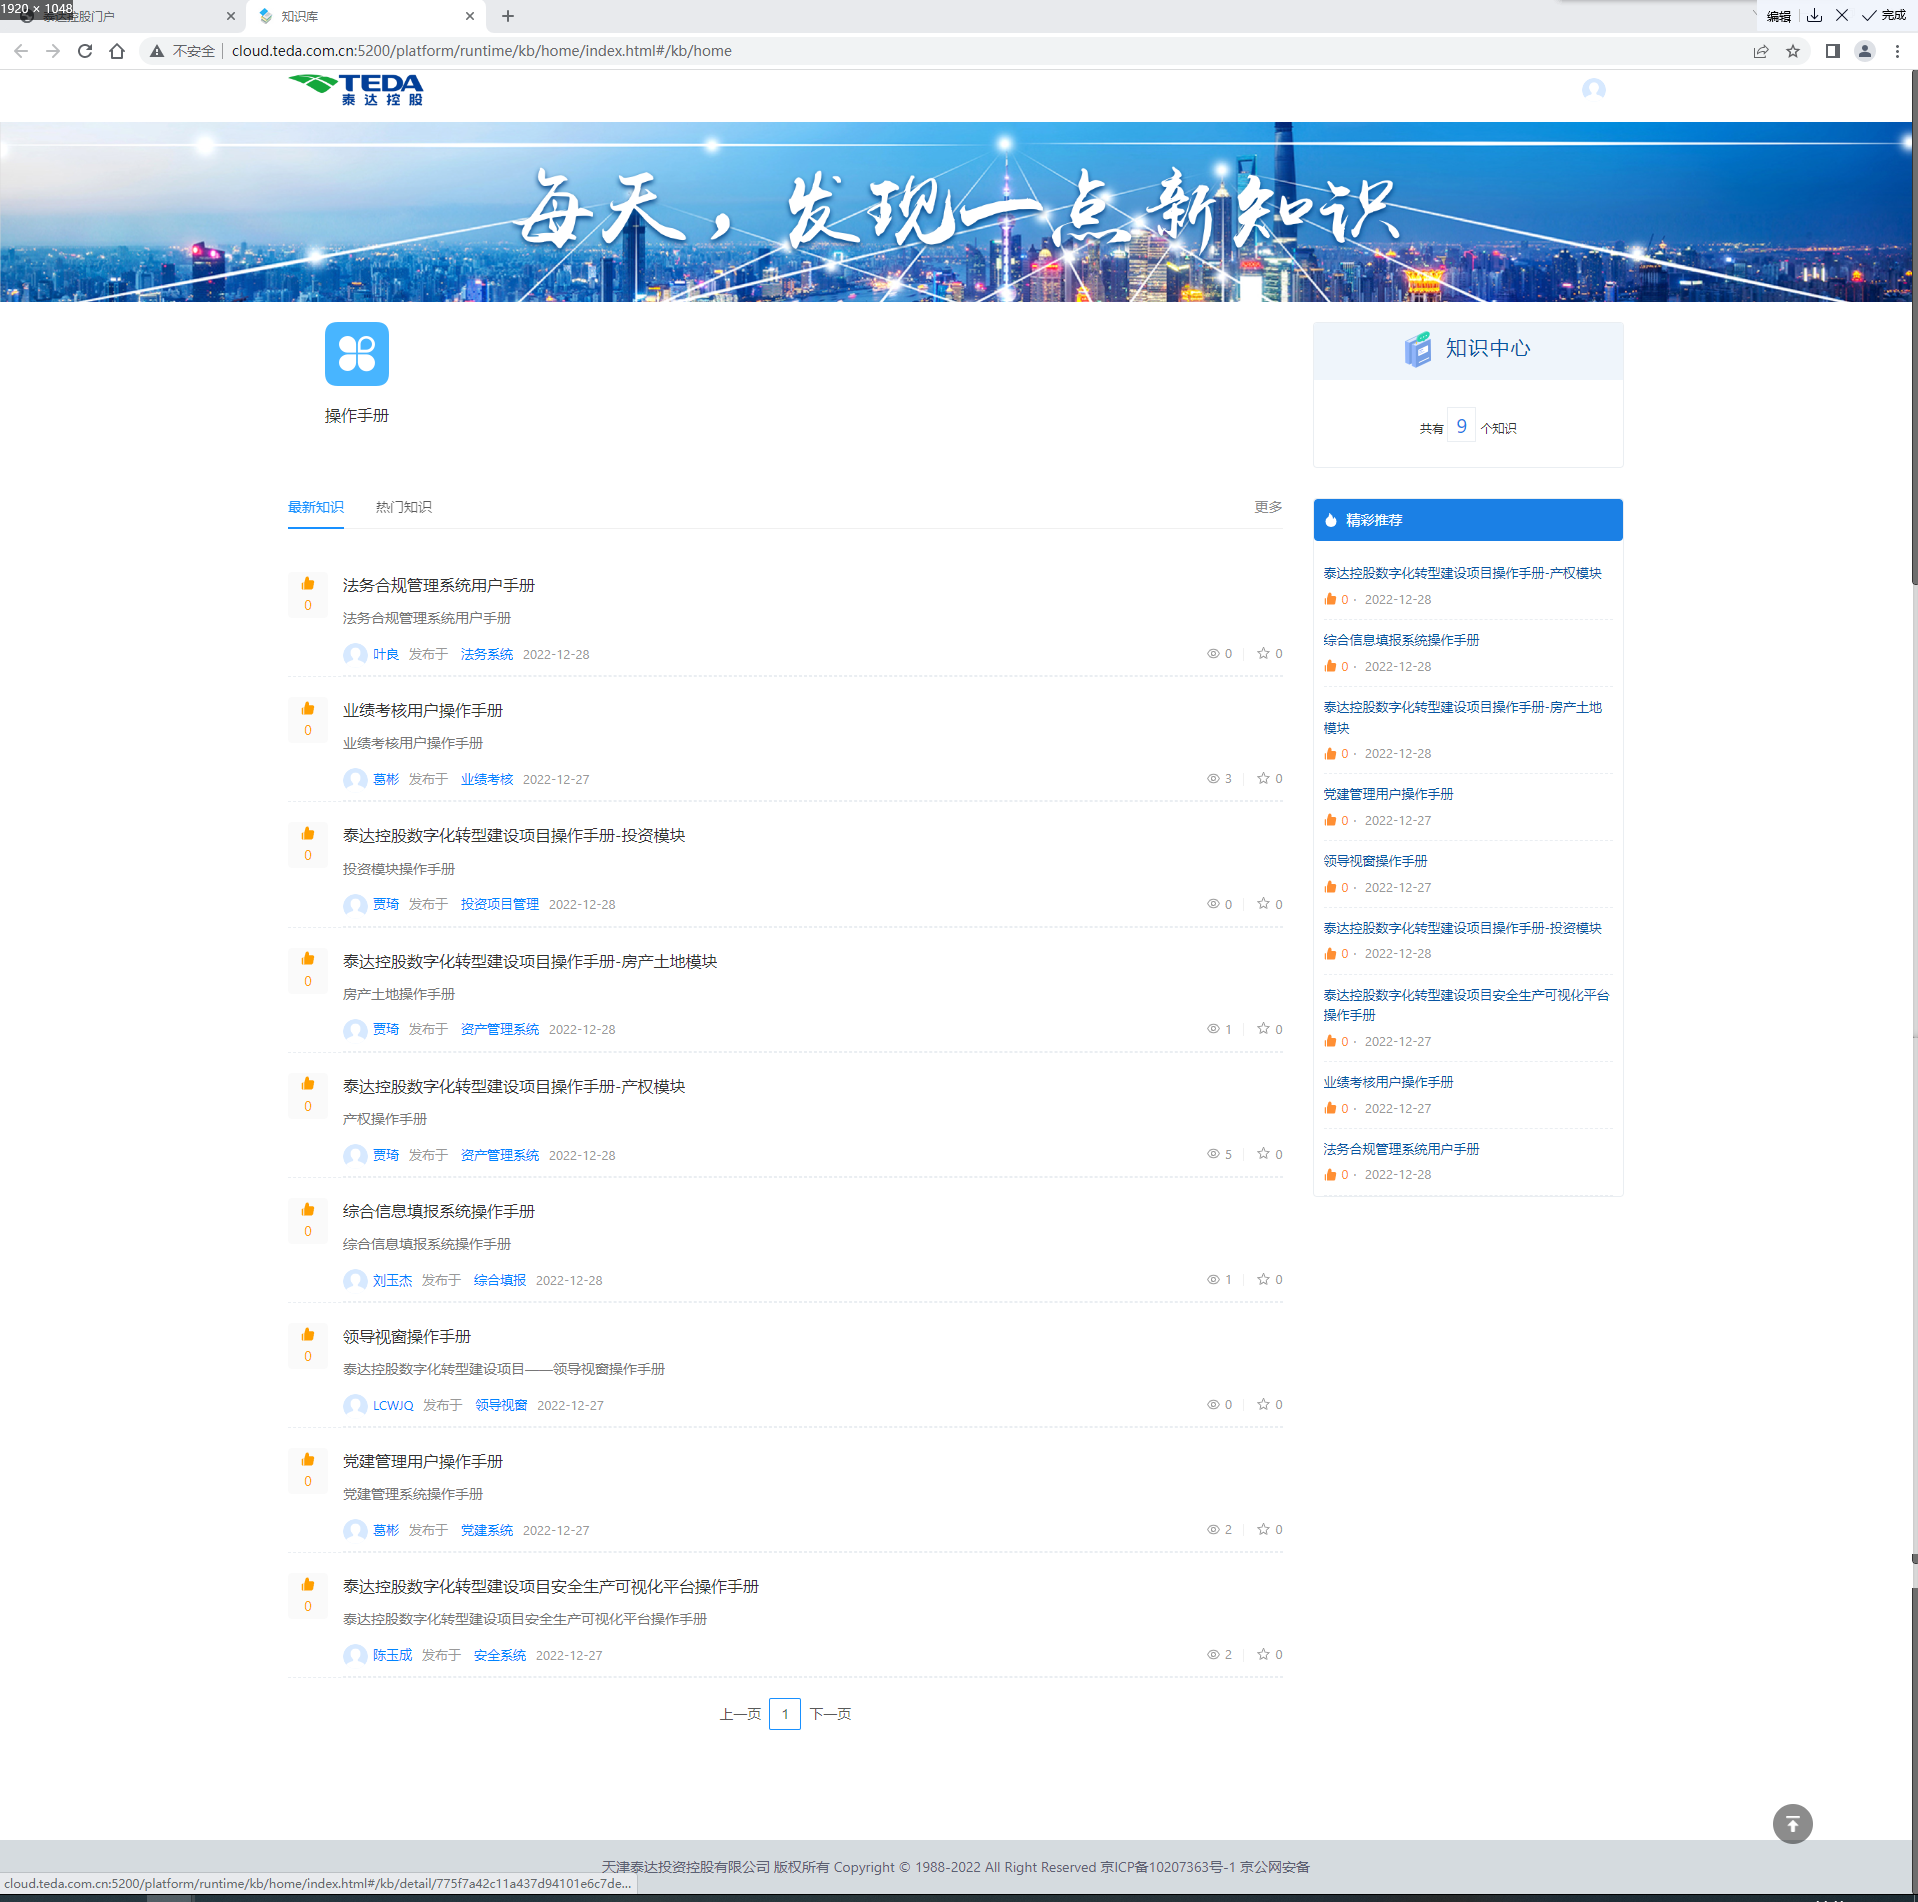 1920 × 1048
泰达控股门户
知识库
编辑
完成
不安全
cloud.teda.com.cn:5200/platform/runtime/kb/home/index.html#/kb/home
TEDA
泰达控股
每天，发现一点新知识
操作手册
知识中心
共有 9 个知识
最新知识 热门知识 更多
0
法务合规管理系统用户手册
法务合规管理系统用户手册
叶良 发布于 法务系统 2022-12-28 0 0
0
业绩考核用户操作手册
业绩考核用户操作手册
葛彬 发布于 业绩考核 2022-12-27 3 0
0
泰达控股数字化转型建设项目操作手册-投资模块
投资模块操作手册
贾琦 发布于 投资项目管理 2022-12-28 0 0
0
泰达控股数字化转型建设项目操作手册-房产土地模块
房产土地操作手册
贾琦 发布于 资产管理系统 2022-12-28 1 0
0
泰达控股数字化转型建设项目操作手册-产权模块
产权操作手册
贾琦 发布于 资产管理系统 2022-12-28 5 0
0
综合信息填报系统操作手册
综合信息填报系统操作手册
刘玉杰 发布于 综合填报 2022-12-28 1 0
0
领导视窗操作手册
泰达控股数字化转型建设项目——领导视窗操作手册
LCWJQ 发布于 领导视窗 2022-12-27 0 0
0
党建管理用户操作手册
党建管理系统操作手册
葛彬 发布于 党建系统 2022-12-27 2 0
0
泰达控股数字化转型建设项目安全生产可视化平台操作手册
泰达控股数字化转型建设项目安全生产可视化平台操作手册
陈玉成 发布于 安全系统 2022-12-27 2 0
上一页 1 下一页
精彩推荐
泰达控股数字化转型建设项目操作手册-产权模块
0 · 2022-12-28
综合信息填报系统操作手册
0 · 2022-12-28
泰达控股数字化转型建设项目操作手册-房产土地
模块
0 · 2022-12-28
党建管理用户操作手册
0 · 2022-12-27
领导视窗操作手册
0 · 2022-12-27
泰达控股数字化转型建设项目操作手册-投资模块
0 · 2022-12-28
泰达控股数字化转型建设项目安全生产可视化平台
操作手册
0 · 2022-12-27
业绩考核用户操作手册
0 · 2022-12-27
法务合规管理系统用户手册
0 · 2022-12-28
天津泰达投资控股有限公司 版权所有 Copyright © 1988-2022 All Right Reserved 京ICP备10207363号-1 京公网安备
cloud.teda.com.cn:5200/platform/runtime/kb/home/index.html#/kb/detail/775f7a42c11a437d94101e6c7de...